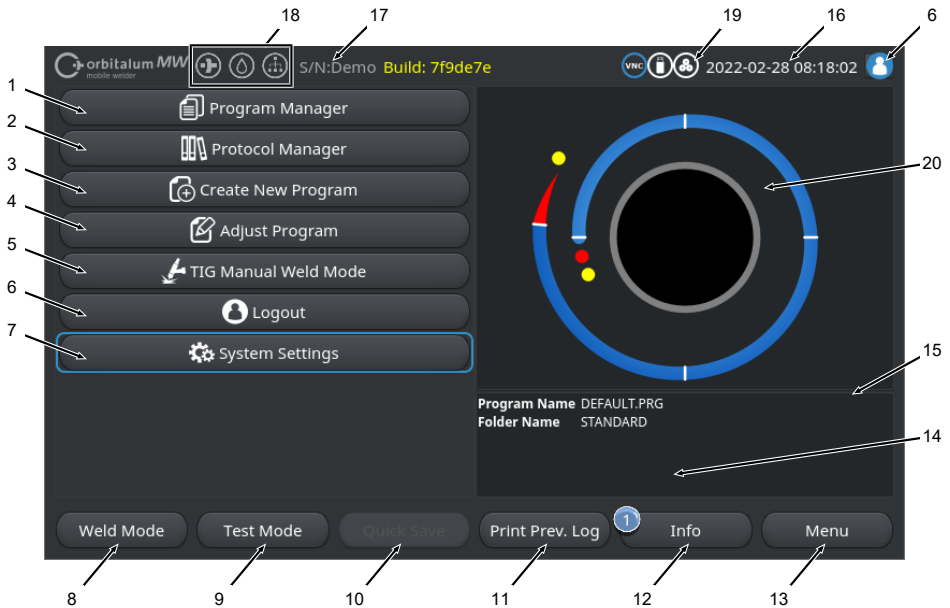 18 17 19 16 6
orbitalum MW
mobile welder
S/N:Demo Build: 7f9de7e
VNC
2022-02-28 08:18:02
1 Program Manager
2 Protocol Manager
3 Create New Program
4 Adjust Program
5 TIG Manual Weld Mode
6 Logout
7 System Settings
20
15
Program Name DEFAULT.PRG
Folder Name STANDARD
14
Weld Mode Test Mode Quick Save Print Prev. Log 1 Info Menu
8 9 10 11 12 13